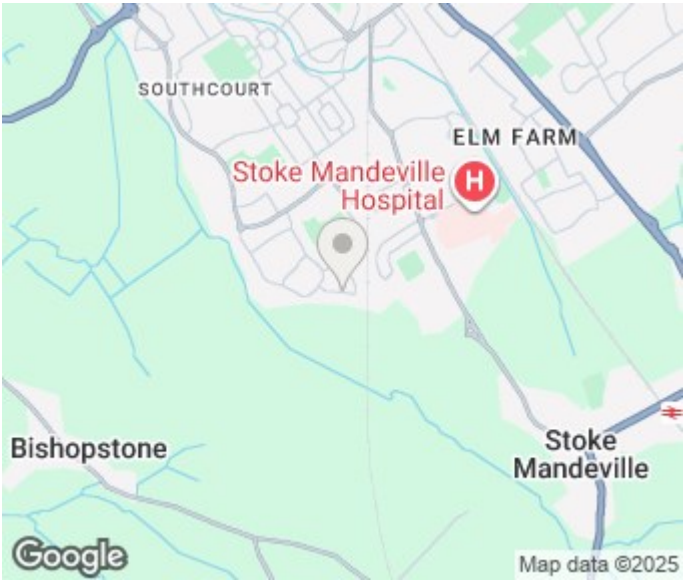 SOUTHCOURT
ELM FARM
Stoke Mandeville
Hospital
H
Bishopstone
Stoke
Mandeville
Google
Map data ©2025